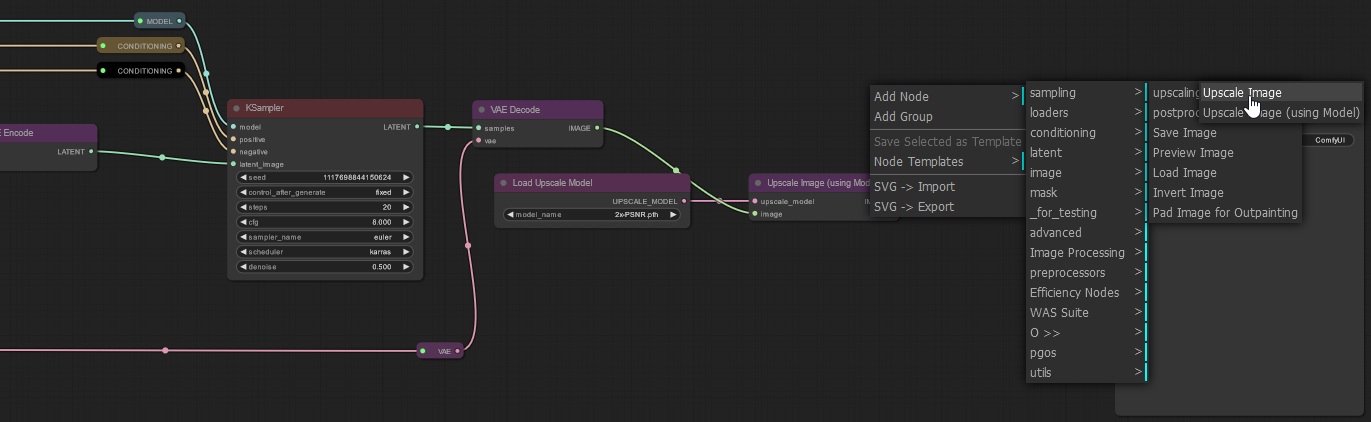 MODEL
CONDITIONING
CONDITIONING
E Encode
LATENT
KSampler
model
LATENT
positive
negative
latent_image
seed 1117698844150624
control_after_generate fixed
steps 20
cfg 8.000
sampler_name euler
scheduler karras
denoise 0.500
VAE Decode
samples IMAGE
vae
VAE
Load Upscale Model
UPSCALE_MODEL
model_name 2x-PSNR.pth
Upscale Image (using Mod
upscale_model
image
Add Node >
Add Group
Save Selected as Template
Node Templates >
SVG -> Import
SVG -> Export
sampling >
loaders >
conditioning >
latent >
image >
mask >
_for_testing >
advanced >
Image Processing >
preprocessors >
Efficiency Nodes >
WAS Suite >
O >> >
pgos >
utils >
upscaling
postproc
Save Image
Preview Image
Load Image
Invert Image
Pad Image for Outpainting
Upscale Image
Upscale Image (using Model)
ComfyUI